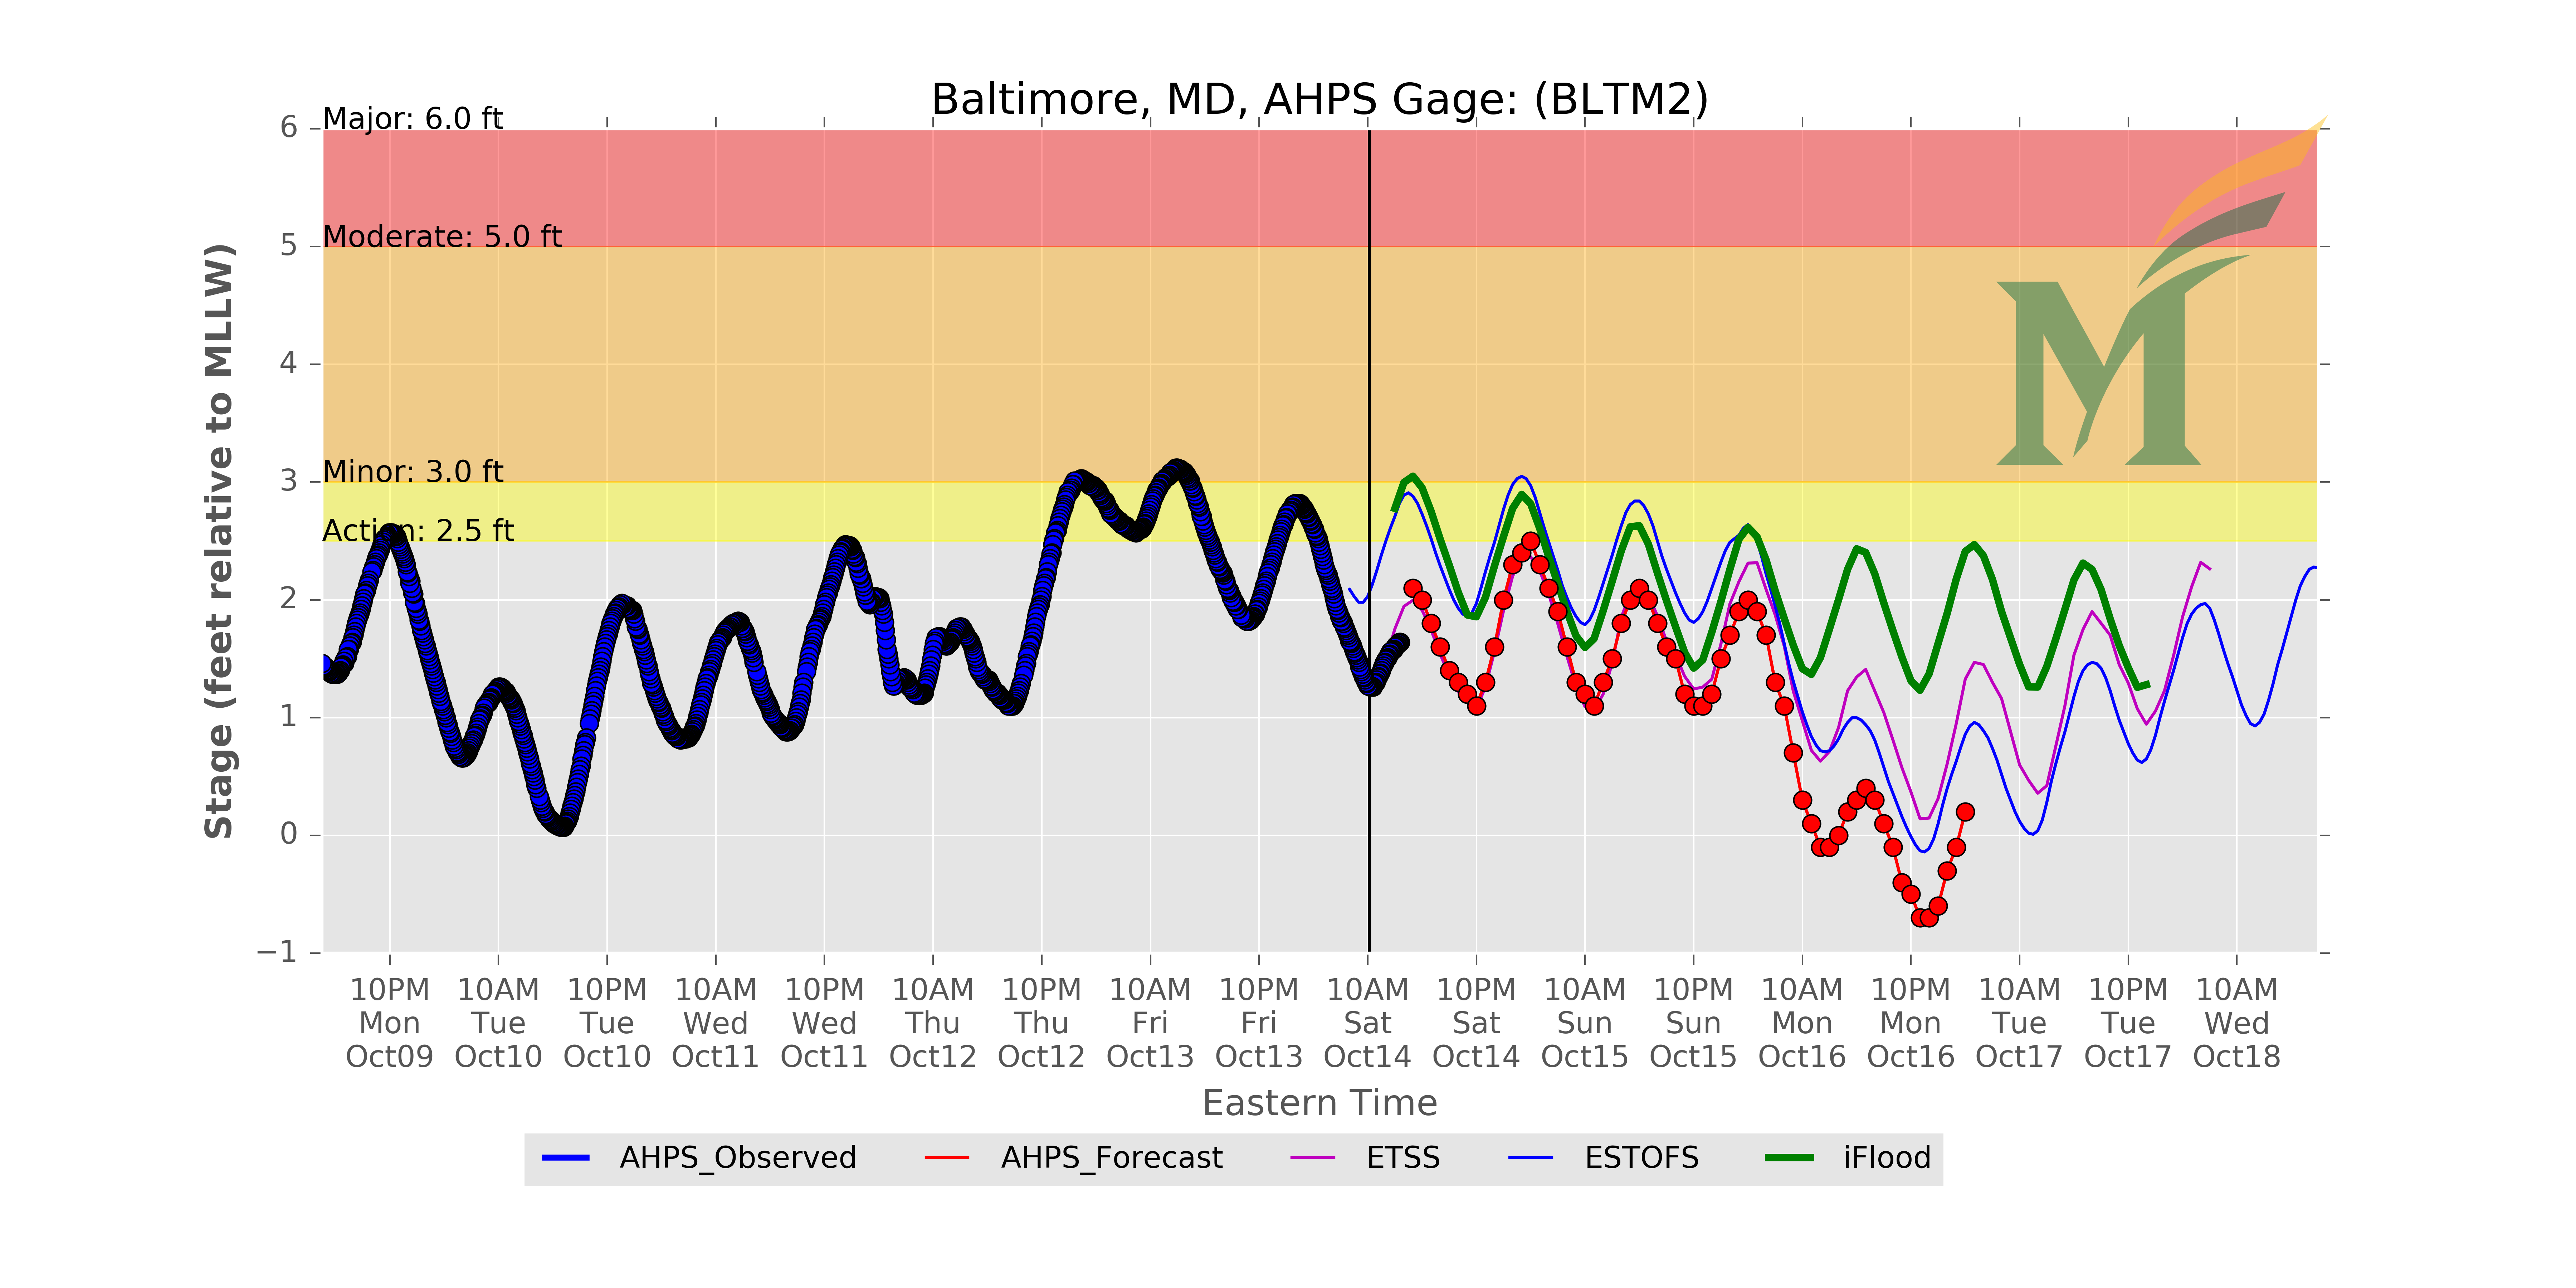 Baltimore, MD, AHPS Gage: (BLTM2)
Major: 6.0 ft
Moderate: 5.0 ft
Minor: 3.0 ft
Action: 2.5 ft
Stage (feet relative to MLLW)
6
5
4
3
2
1
0
−1
10PM 10AM 10PM 10AM 10PM 10AM 10PM 10AM 10PM 10AM 10PM 10AM 10PM 10AM 10PM 10AM 10PM 10AM
Mon Tue Tue Wed Wed Thu Thu Fri Fri Sat Sat Sun Sun Mon Mon Tue Tue Wed
Oct09 Oct10 Oct10 Oct11 Oct11 Oct12 Oct12 Oct13 Oct13 Oct14 Oct14 Oct15 Oct15 Oct16 Oct16 Oct17 Oct17 Oct18
Eastern Time
AHPS_Observed AHPS_Forecast ETSS ESTOFS iFlood
M